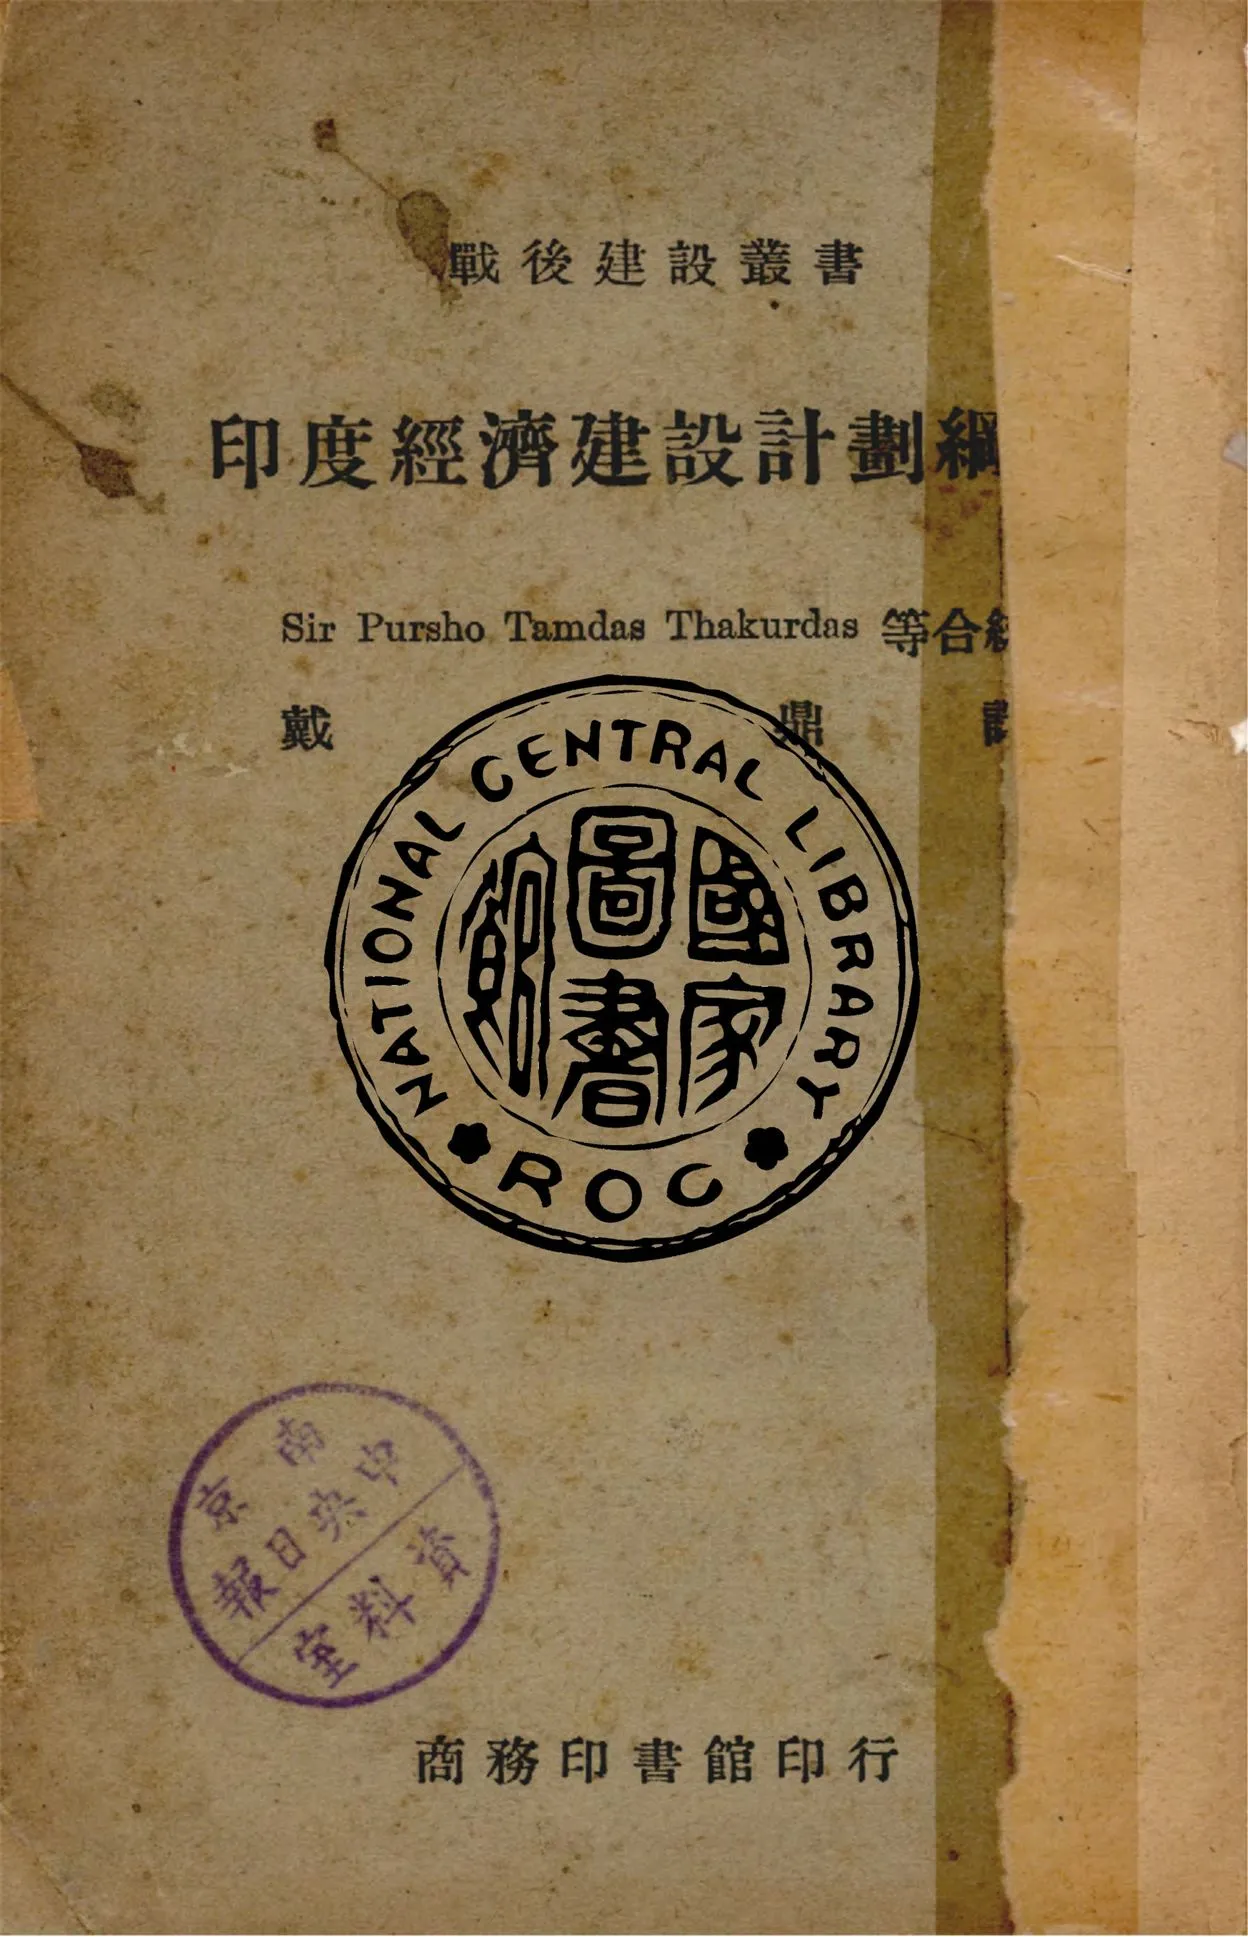 戰後建設叢書
印度經濟建設計劃綱
Sir Pursho Tamdas Thakurdas 等合
戴 鼎
NATIONAL CENTRAL LIBRARY
國家
圖書
館
ROC
南京
中央日報
資料室
商務印書館印行